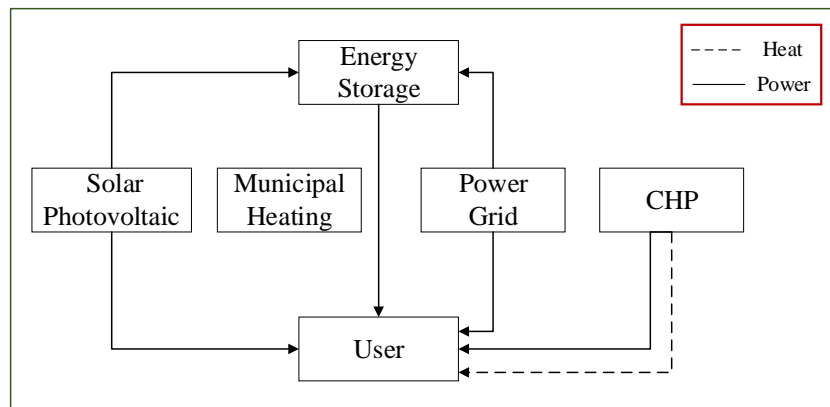 Energy
Storage
Heat
Power
Solar
Photovoltaic
Municipal
Heating
Power
Grid
CHP
User